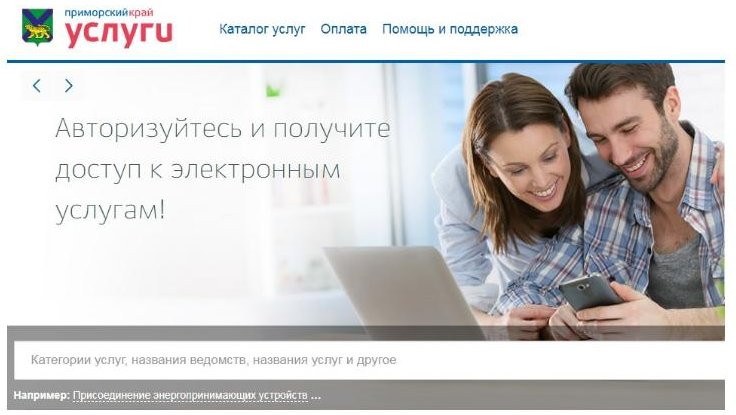 приморскийкрай
услуги
Каталог услуг Оплата Помощь и поддержка
Авторизуйтесь и получите
доступ к электронным
услугам!
Категории услуг, названия ведомств, названия услуг и другое
Например: Присоединение энергопринимающих устройств ...